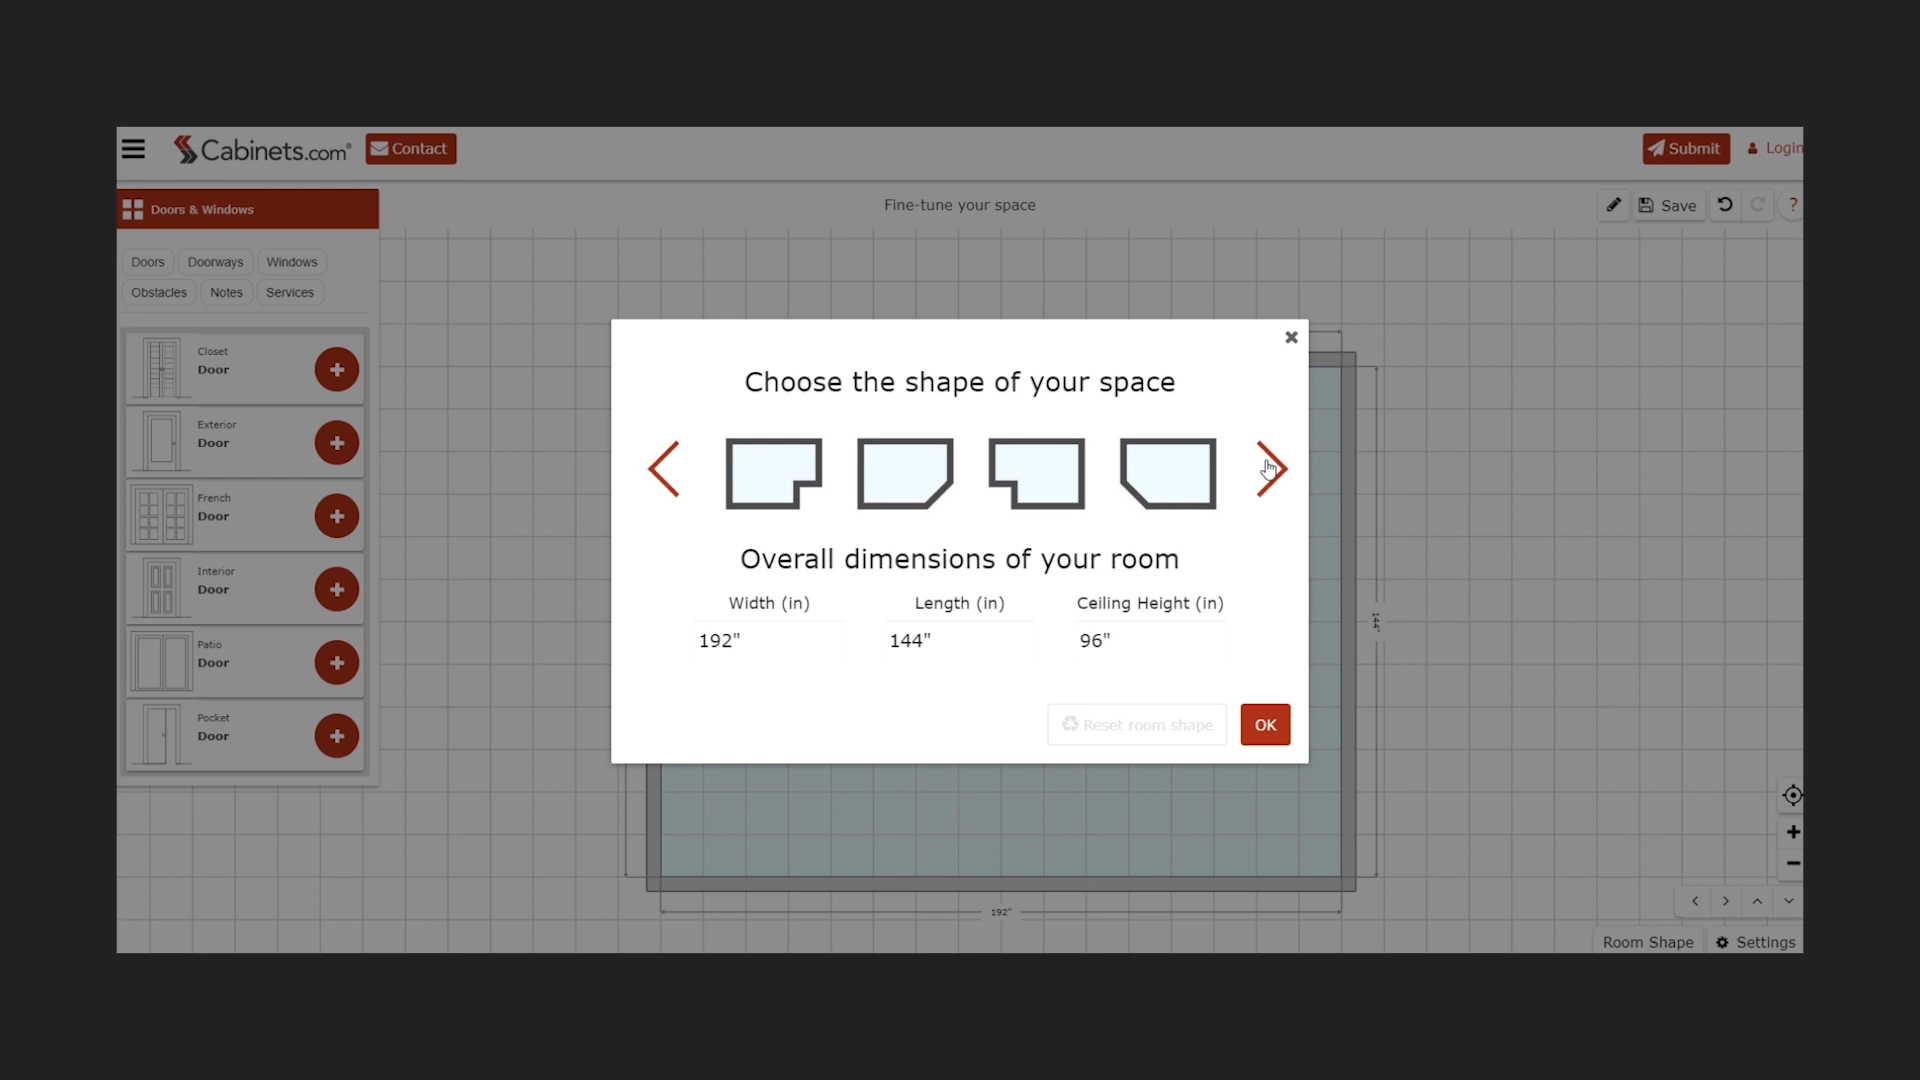 Cabinets.com®
Contact
Submit
Login
Doors & Windows
Fine-tune your space
Save
?
Doors
Doorways
Windows
Obstacles
Notes
Services
Closet
Door
Exterior
Door
French
Door
Interior
Door
Patio
Door
Pocket
Door
Choose the shape of your space
Overall dimensions of your room
Width (in)
Length (in)
Ceiling Height (in)
192"
144"
96"
Reset room shape
OK
144"
192"
Room Shape
Settings